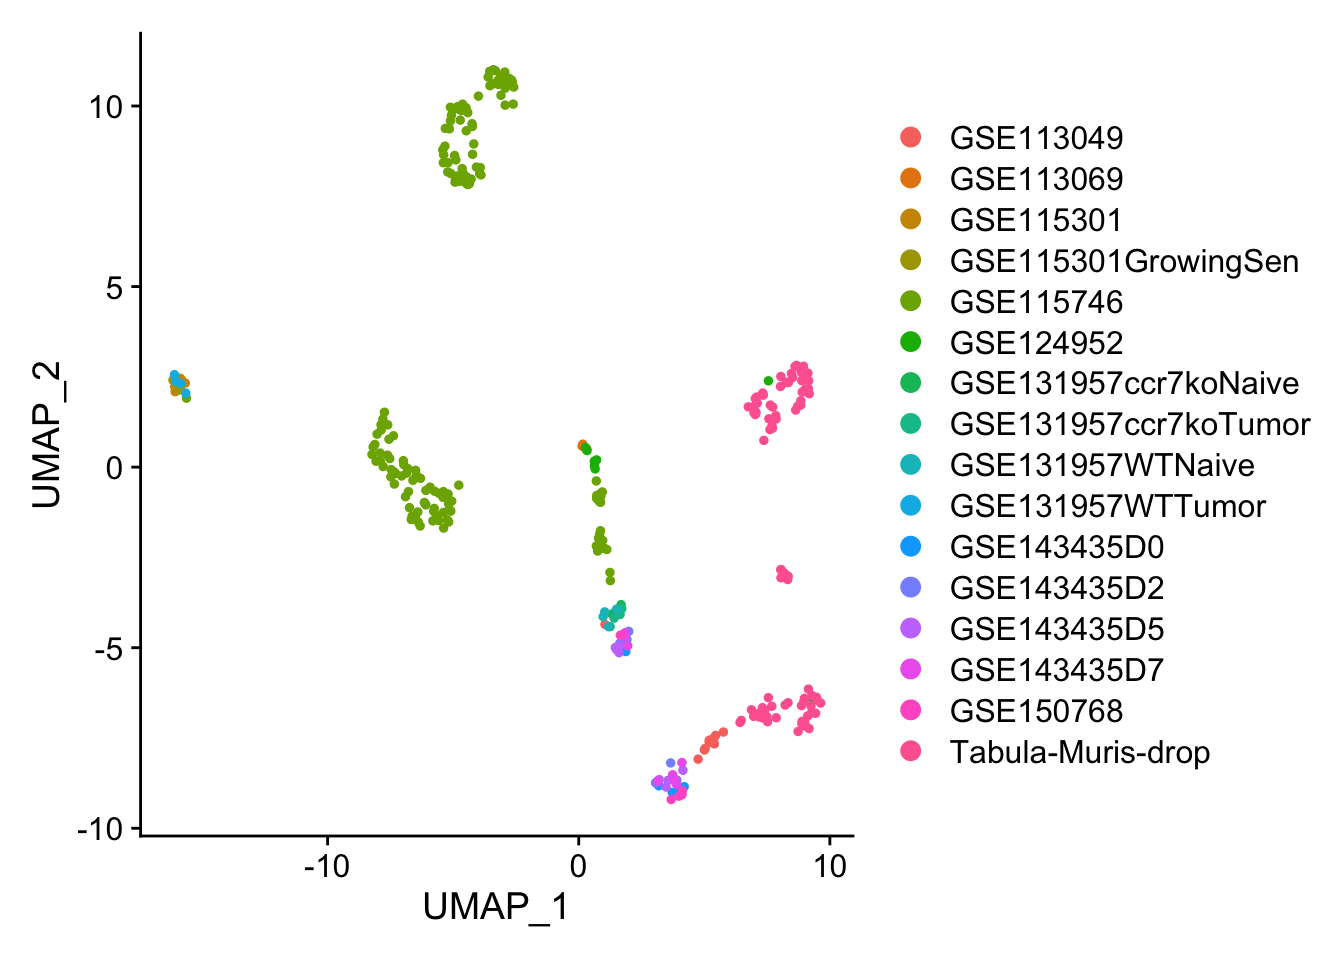 10
5
0
-5
-10
UMAP_2
-10
0
10
UMAP_1
GSE113049
GSE113069
GSE115301
GSE115301GrowingSen
GSE115746
GSE124952
GSE131957ccr7koNaive
GSE131957ccr7koTumor
GSE131957WTNaive
GSE131957WTTumor
GSE143435D0
GSE143435D2
GSE143435D5
GSE143435D7
GSE150768
Tabula-Muris-drop